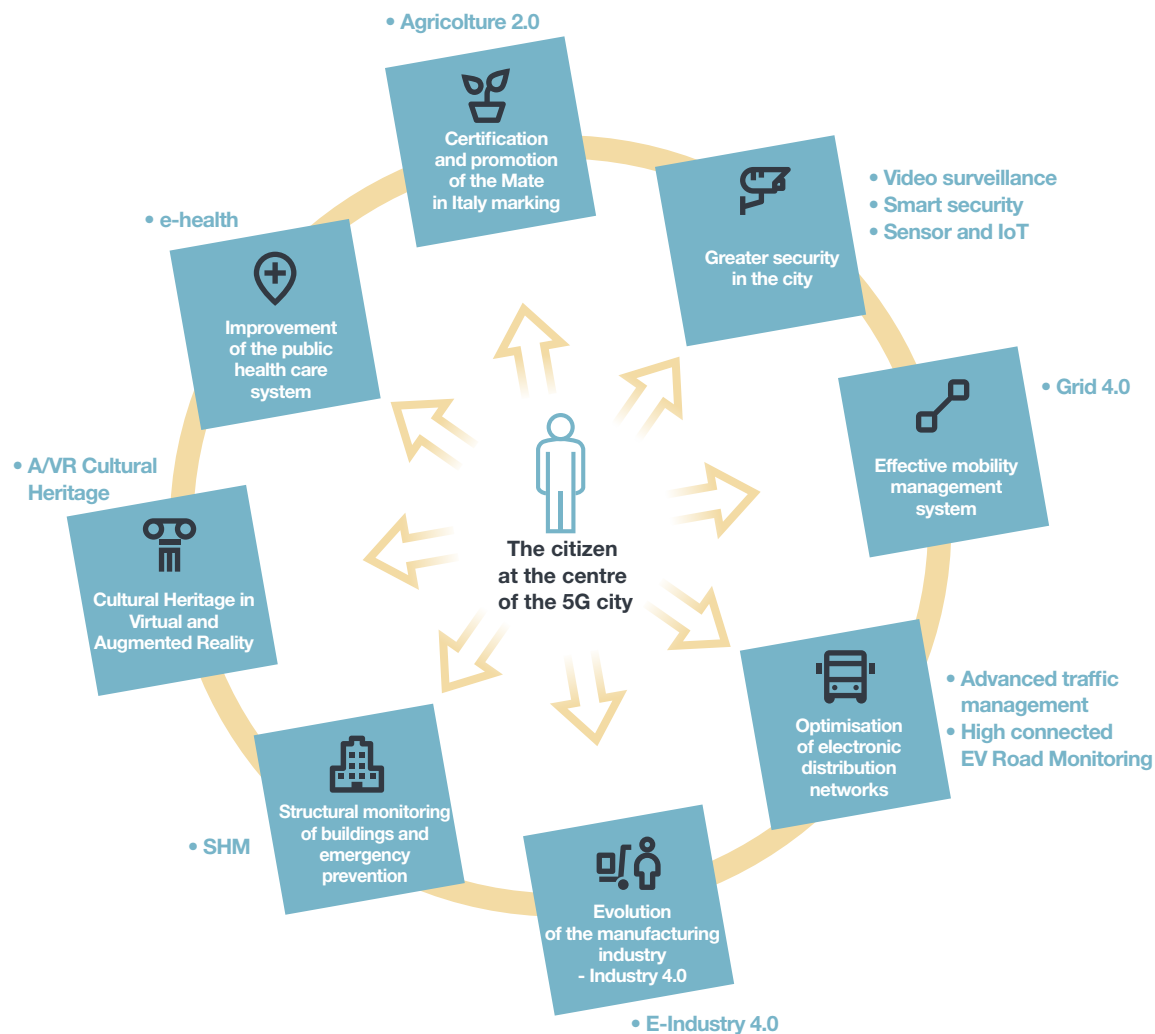 • Agricolture 2.0
Certification
and promotion
of the Mate
in Italy marking
• Video surveillance
• Smart security
• Sensor and IoT
Greater security
in the city
• Grid 4.0
Effective mobility
management
system
• Advanced traffic
management
• High connected
EV Road Monitoring
Optimisation
of electronic
distribution
networks
Evolution
of the manufacturing
industry
- Industry 4.0
• E-Industry 4.0
• SHM
Structural monitoring
of buildings and
emergency
prevention
• A/VR Cultural
Heritage
Cultural Heritage in
Virtual and
Augmented Reality
• e-health
Improvement
of the public
health care
system
The citizen
at the centre
of the 5G city